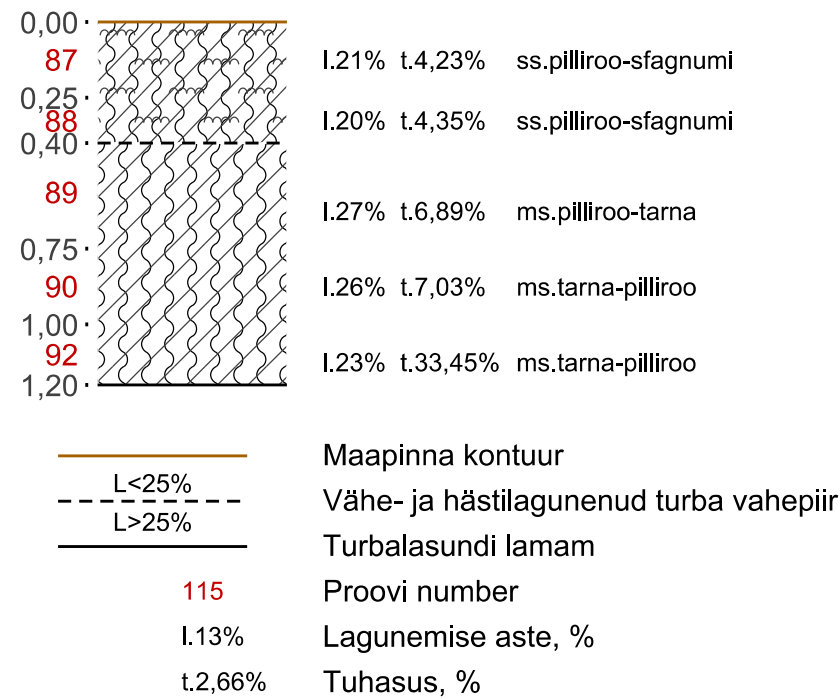 0,00
87 l.21% t.4,23% ss.pilliroo-sfagnumi
0,25
88 l.20% t.4,35% ss.pilliroo-sfagnumi
0,40
89 l.27% t.6,89% ms.pilliroo-tarna
0,75
90 l.26% t.7,03% ms.tarna-pilliroo
1,00
92 l.23% t.33,45% ms.tarna-pilliroo
1,20
Maapinna kontuur
L<25%
Vähe- ja hästilagunenud turba vahepiir
L>25%
Turbalasundi lamam
115 Proovi number
l.13% Lagunemise aste, %
t.2,66% Tuhasus, %